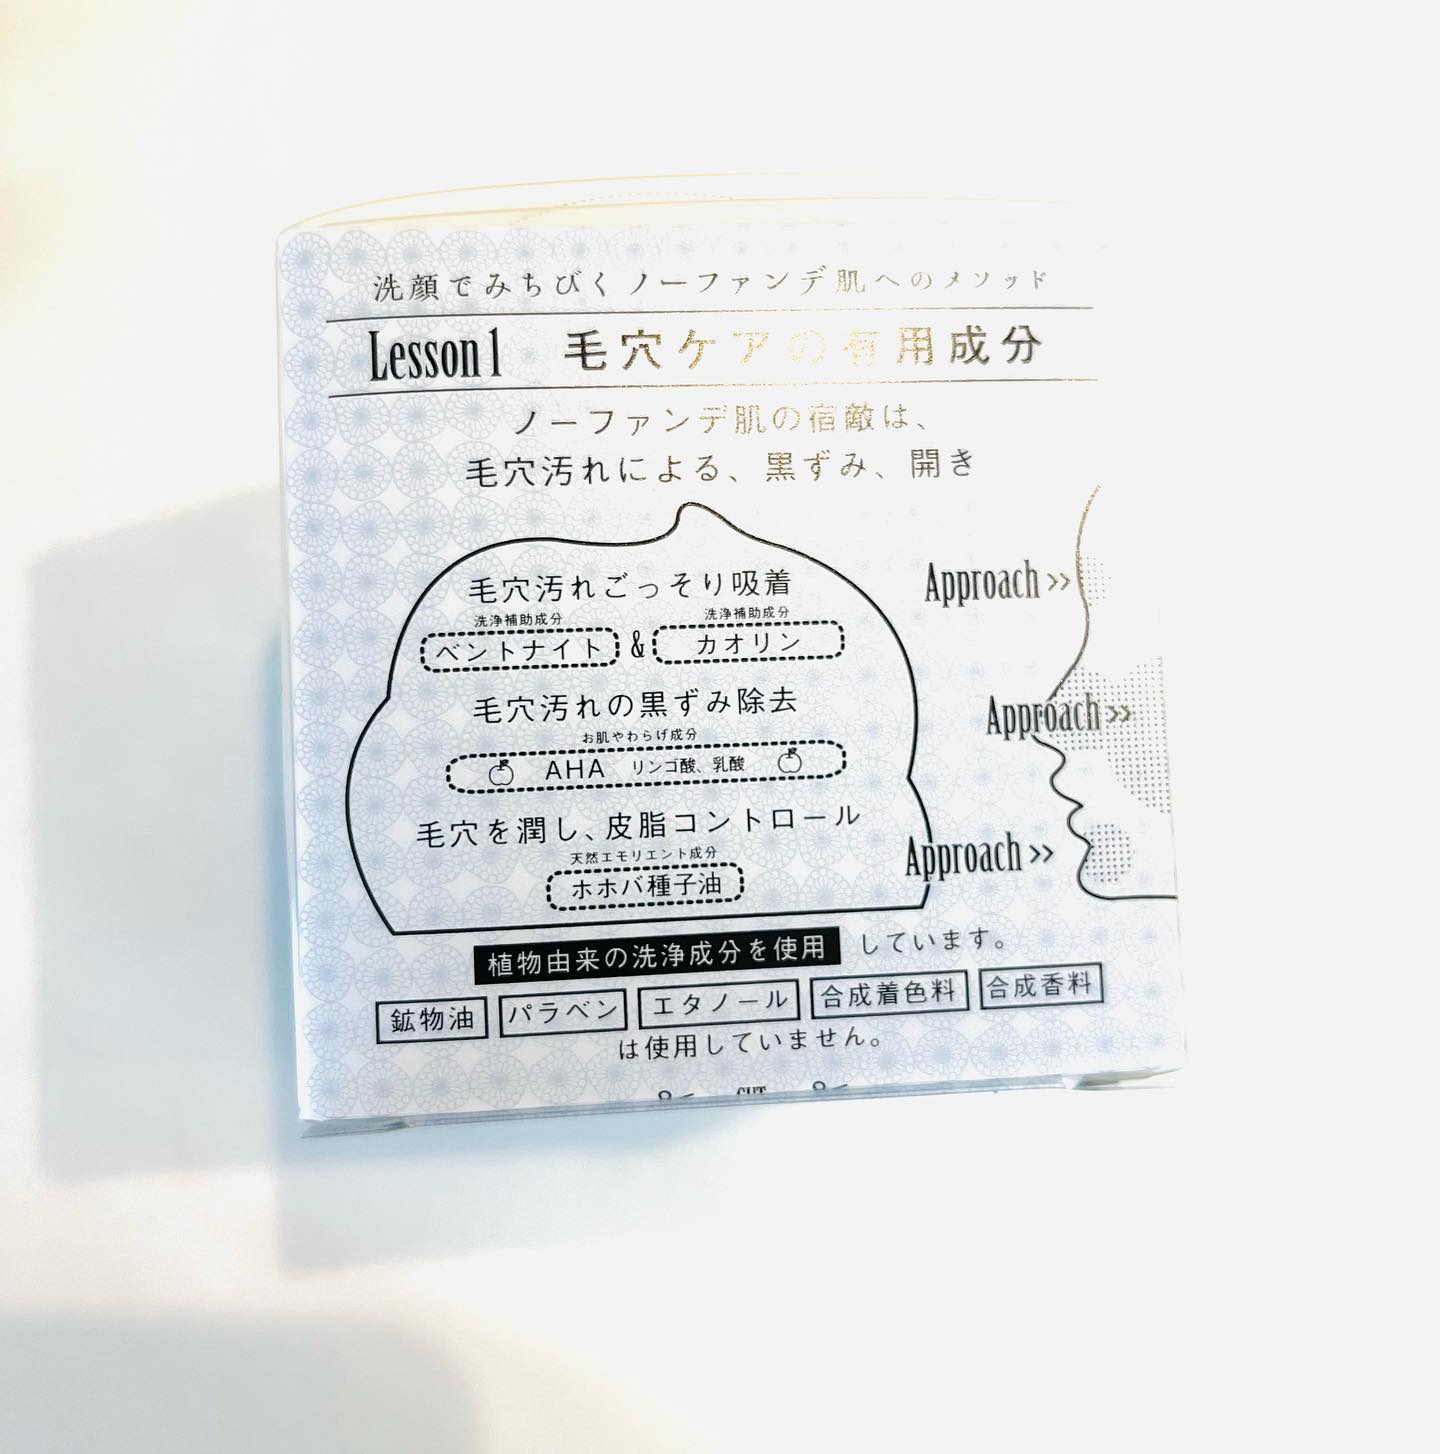 洗顔でみちびくノーファンデ肌へのメソッド
Lesson 1 毛穴ケアの有用成分
ノーファンデ肌の宿敵は、
毛穴汚れによる、黒ずみ、開き
毛穴汚れごっそり吸着
洗浄補助成分 洗浄補助成分
ベントナイト & カオリン
Approach >>
毛穴汚れの黒ずみ除去
お肌やわらげ成分
AHA リンゴ酸、乳酸
Approach >>
毛穴を潤し、皮脂コントロール
天然エモリエント成分
ホホバ種子油
Approach >>
植物由来の洗浄成分を使用 しています。
鉱物油 パラベン エタノール 合成着色料 合成香料
は使用していません。
CUT